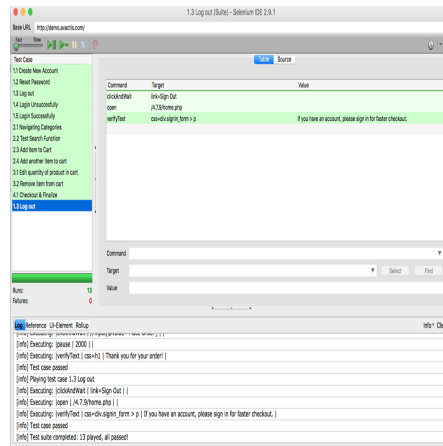 1.3 Log out (Suite) - Selenium IDE 2.9.1
Base URL http://demo.avactis.com/
Fast Slow
Test Case
Table Source
1.1 Create New Account
1.2 Reset Password
1.3 Log out
1.4 Login Unsuccessfully
1.5 Login Successfully
2.1 Navigating Categories
2.2 Test Search Function
2.3 Add Item to Cart
2.4 Add another item to cart
3.1 Edit quantity of product in cart
3.2 Remove item from cart
4.1 Checkout & Finalize
1.3 Log out
Command Target Value
clickAndWait link=Sign Out
open /4.7.9/home.php
verifyText css=div.signin_form > p If you have an account, please sign in for faster checkout.
Command
Target Select Find
Value
Runs: 13
Failures: 0
Log Reference UI-Element Rollup Info Cle
[info] Executing: |pause | 2000 | |
[info] Executing: |verifyText | css=h1 | Thank you for your order! |
[info] Test case passed
[info] Playing test case 1.3 Log out
[info] Executing: |clickAndWait | link=Sign Out | |
[info] Executing: |open | /4.7.9/home.php | |
[info] Executing: |verifyText | css=div.signin_form > p | If you have an account, please sign in for faster checkout. |
[info] Test case passed
[info] Test suite completed: 13 played, all passed!